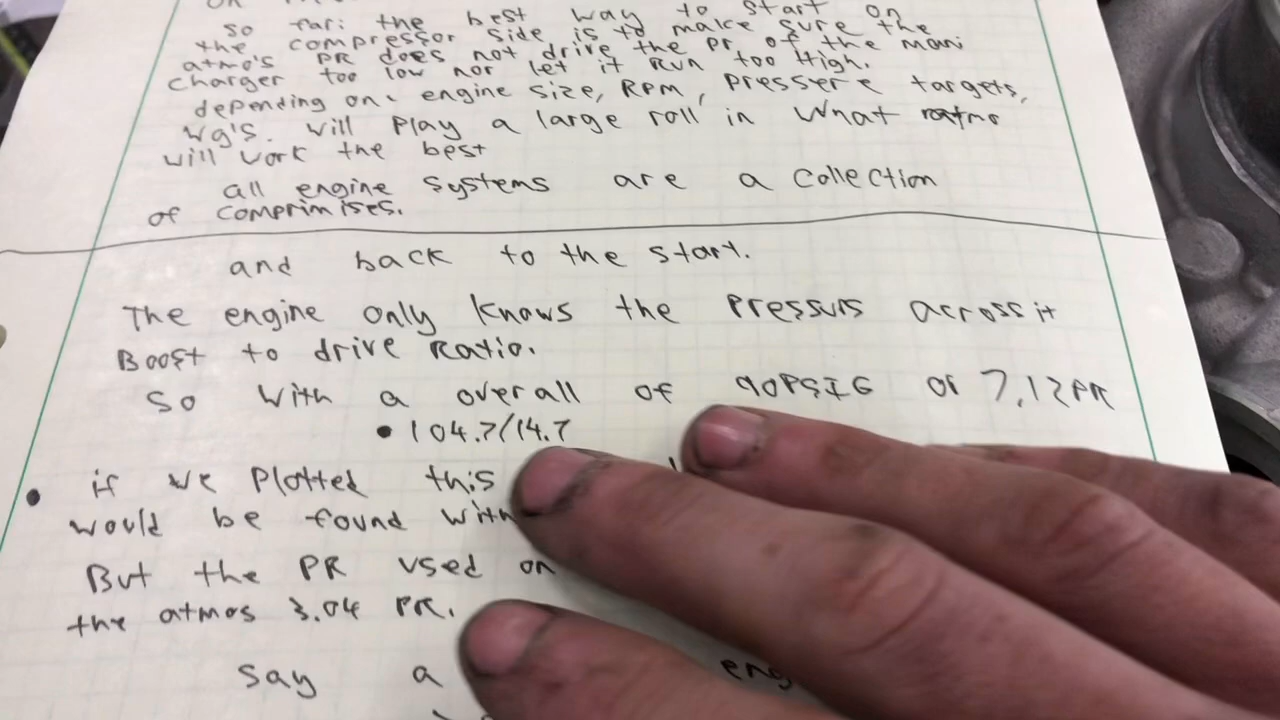 so far: the best way to start on
the compressor side is to make sure the
atmo's PR does not drive the pr of the mani
charger too low nor let it run too High.
depending on engine size, RPM, pressere targets,
Wg's. will play a large roll in what ratmo
will work the best
all engine systems are a collection
of comprimises.
and back to the start.
The engine only knows the pressurs across it
Boost to drive ratio.
So with a overall of 90PSIG or 7.12PR
• 104.7/14.7
• if we plotted this
would be found with
But the PR used on
the atmos 3.04 PR.
say a eng